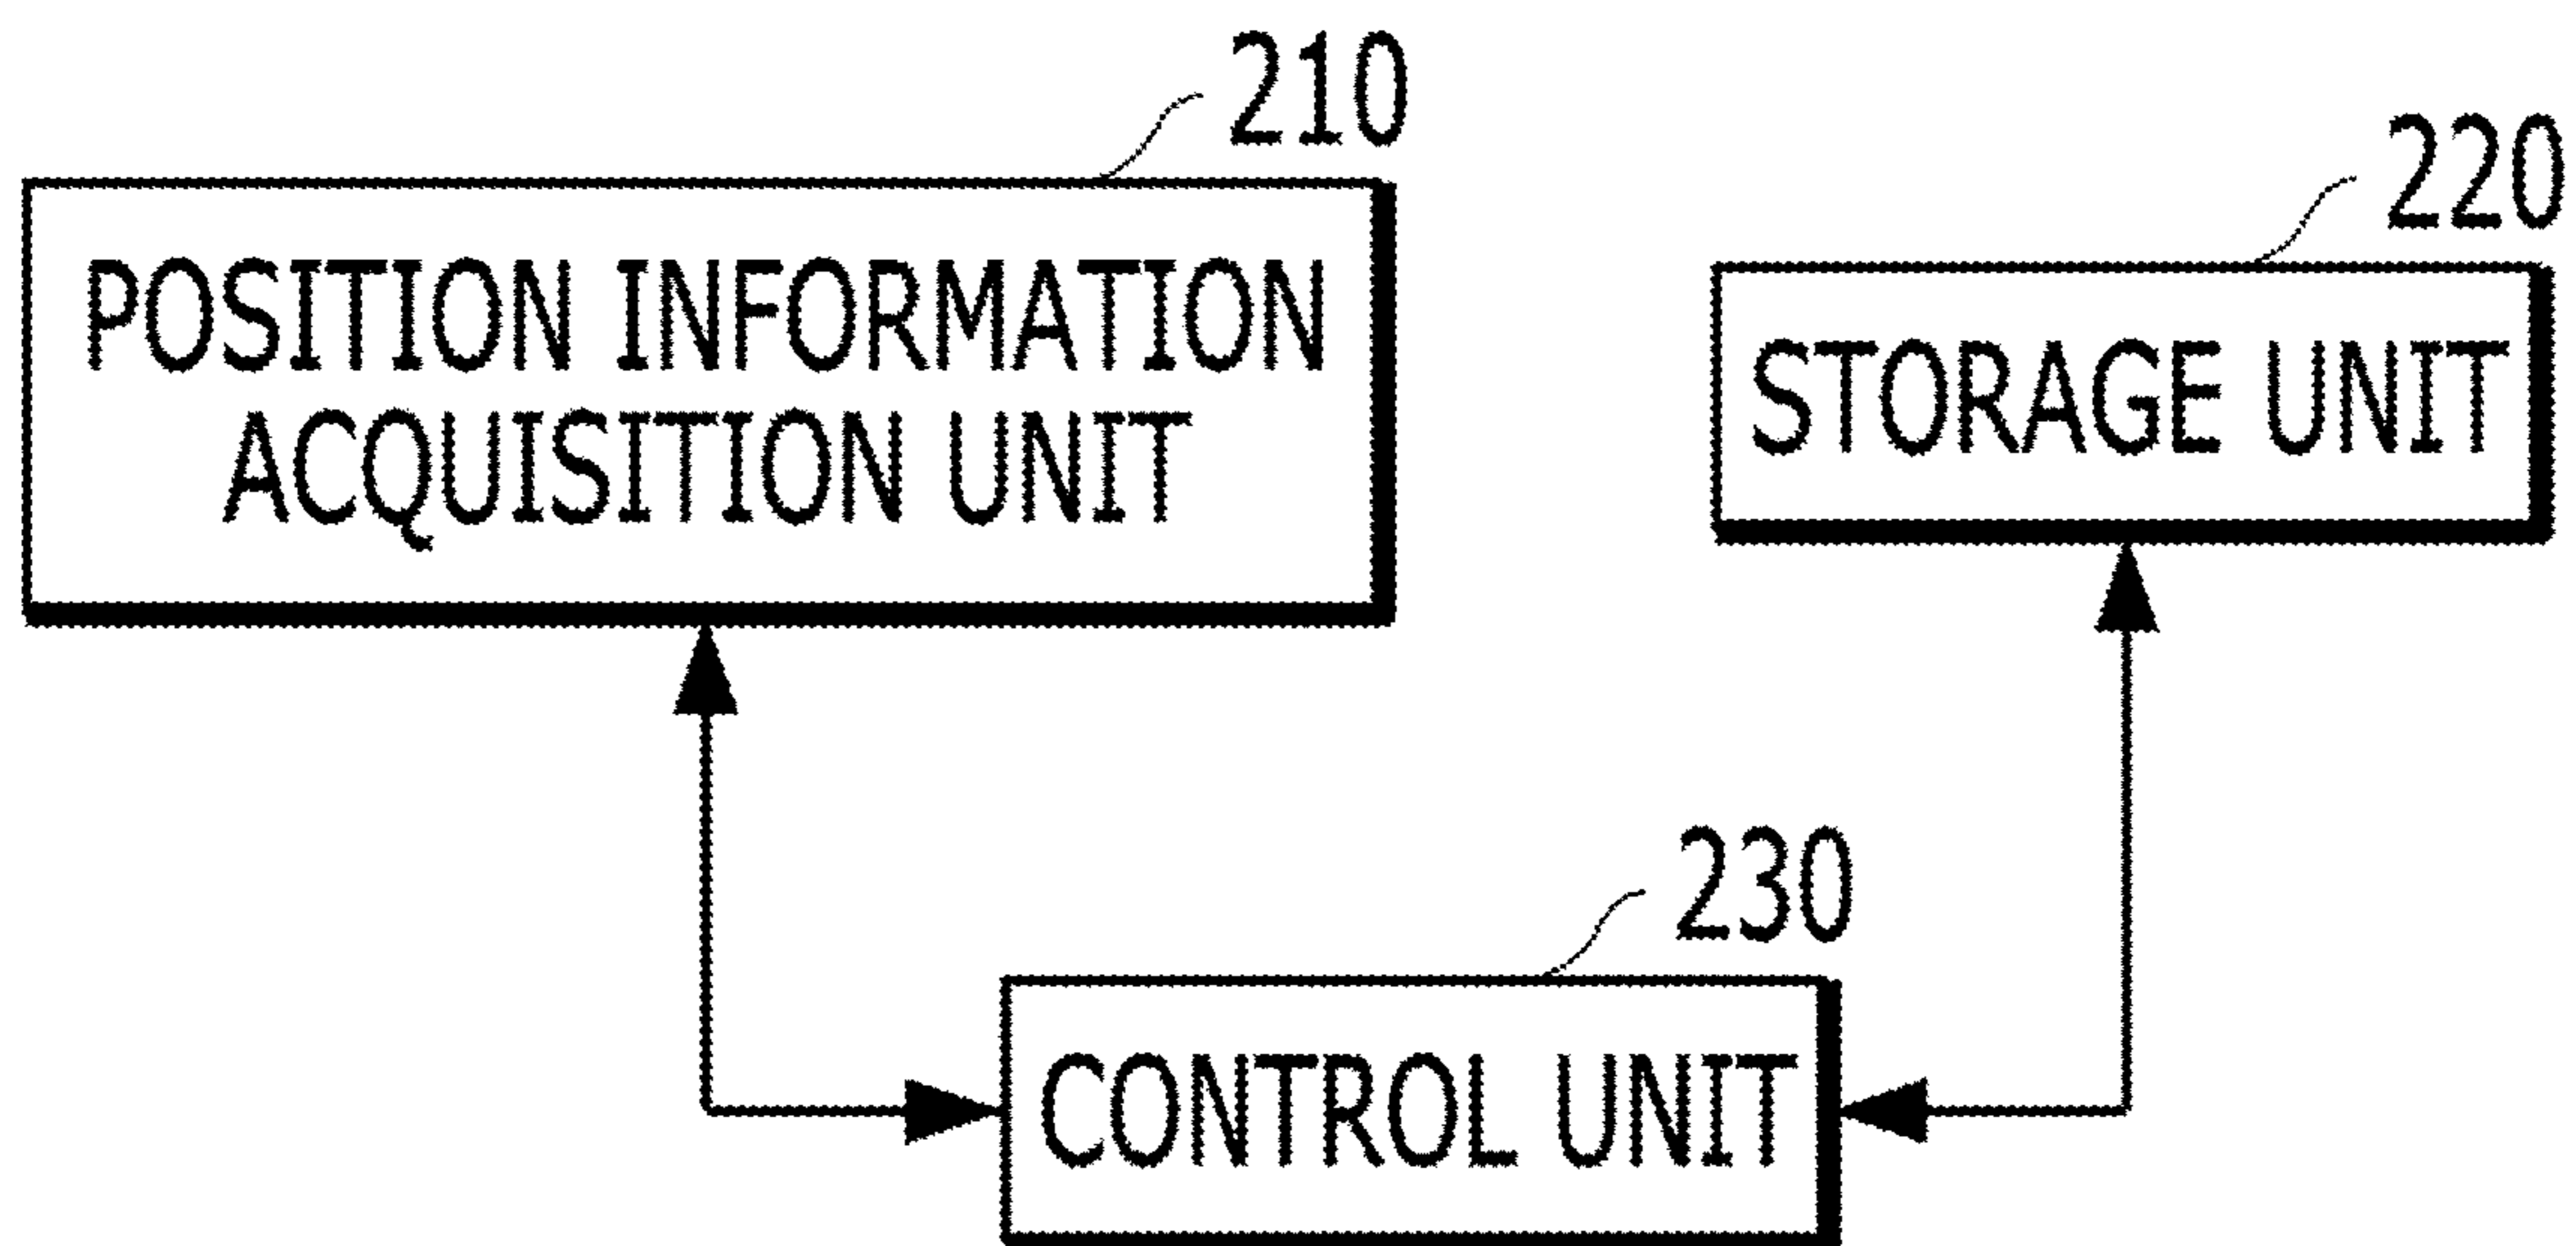 210
POSITION INFORMATION
ACQUISITION UNIT
220
STORAGE UNIT
230
CONTROL UNIT